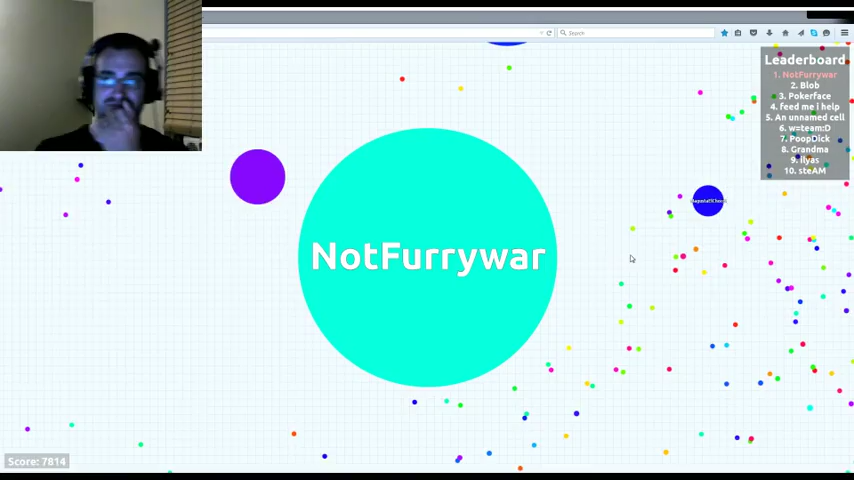 Search
Leaderboard
1. NotFurrywar
2. Blob
3. Pokerface
4. feed me i help
5. An unnamed cell
6. w=team:D
7. PoopDick
8. Grandma
9. Ilyas
10. steAM
NotFurrywar
Score: 7814